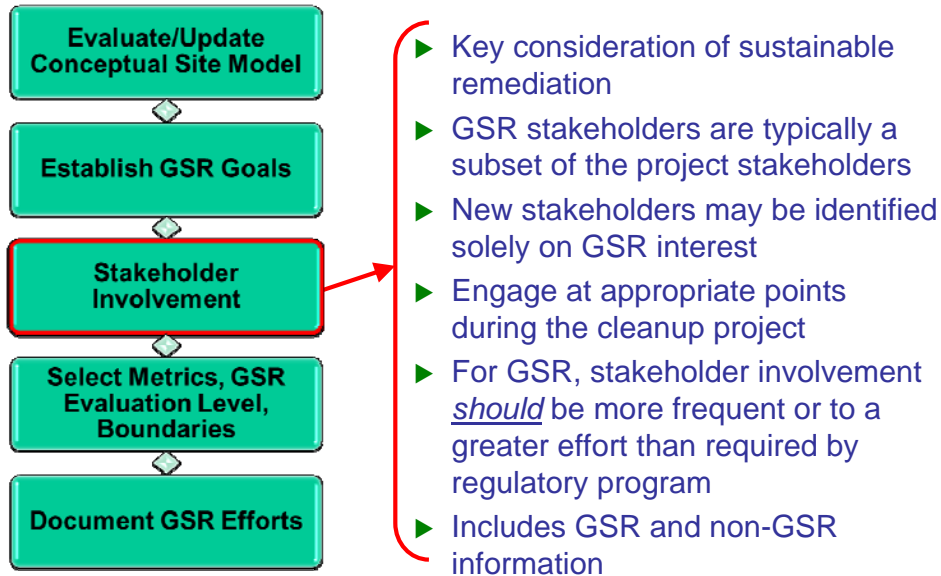 Evaluate/Update
Conceptual Site Model
Establish GSR Goals
Stakeholder
Involvement
Select Metrics, GSR
Evaluation Level,
Boundaries
Document GSR Efforts
Key consideration of sustainable
remediation
GSR stakeholders are typically a
subset of the project stakeholders
New stakeholders may be identified
solely on GSR interest
Engage at appropriate points
during the cleanup project
For GSR, stakeholder involvement
should be more frequent or to a
greater effort than required by
regulatory program
Includes GSR and non-GSR
information